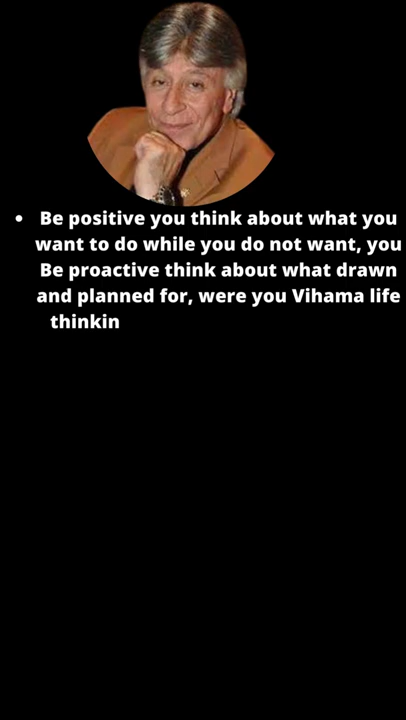 • Be positive you think about what you
want to do while you do not want, you
Be proactive think about what drawn
and planned for, were you Vihama life
thinkin